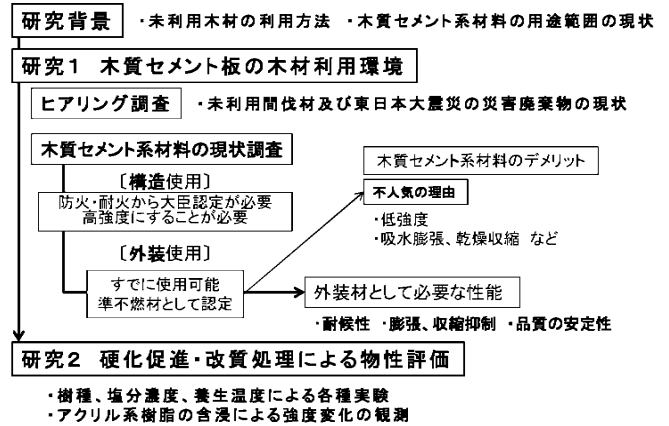 研究背景 ・未利用木材の利用方法 ・木質セメント系材料の用途範囲の現状
研究1 木質セメント板の木材利用環境
ヒアリング調査 ・未利用間伐材及び東日本大震災の災害廃棄物の現状
木質セメント系材料の現状調査
〔構造使用〕
防火・耐火から大臣認定が必要
高強度にすることが必要
〔外装使用〕
すでに使用可能
準不燃材として認定
木質セメント系材料のデメリット
不人気の理由
・低強度
・吸水膨張、乾燥収縮 など
外装材として必要な性能
・耐候性 ・膨張、収縮抑制 ・品質の安定性
研究2 硬化促進・改質処理による物性評価
・樹種、塩分濃度、養生温度による各種実験
・アクリル系樹脂の含浸による強度変化の観測